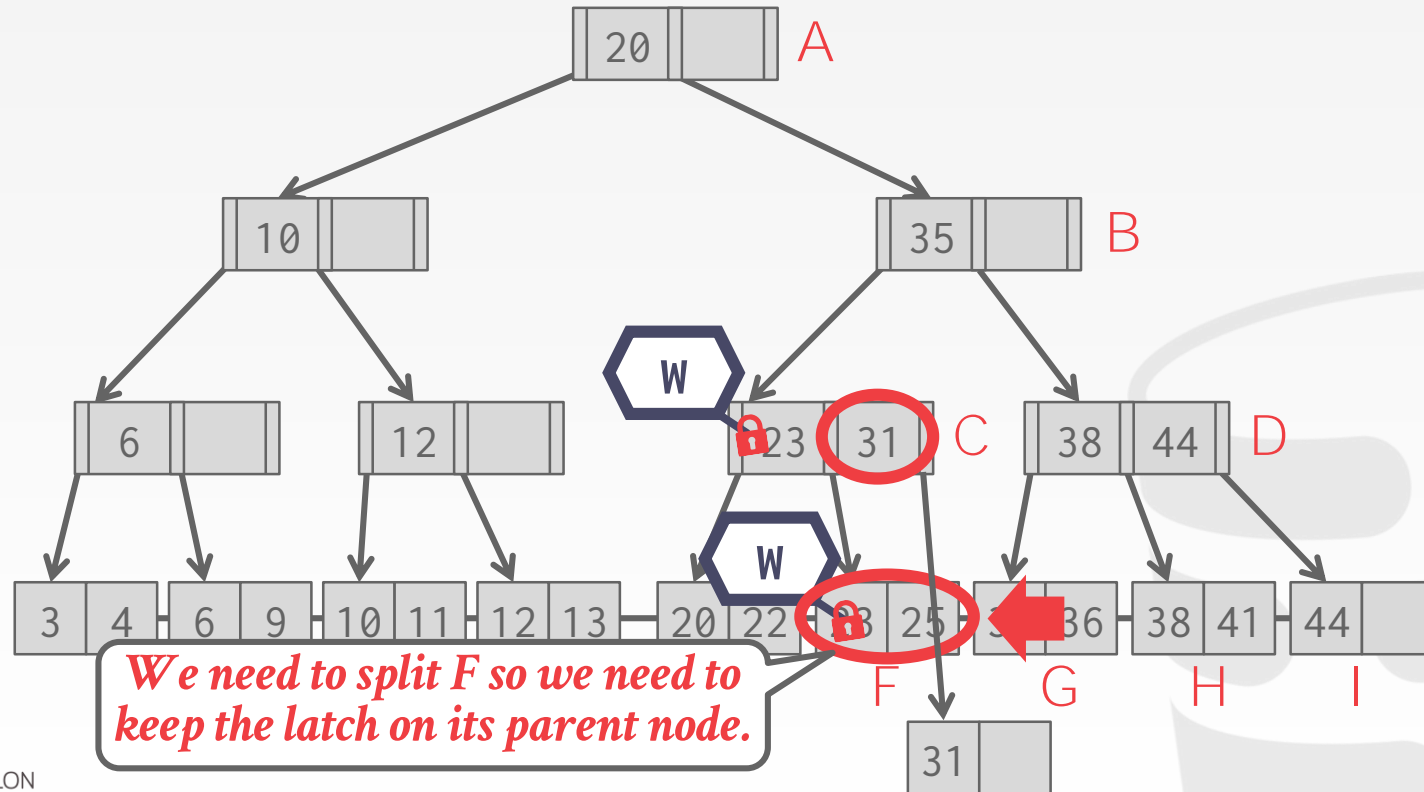 20 A
10 35 B
W
6 12 23 31 C 38 44 D
W
3 4 6 9 10 11 12 13 20 22 25 36 38 41 44
We need to split F so we need to
keep the latch on its parent node.
F G H I
31